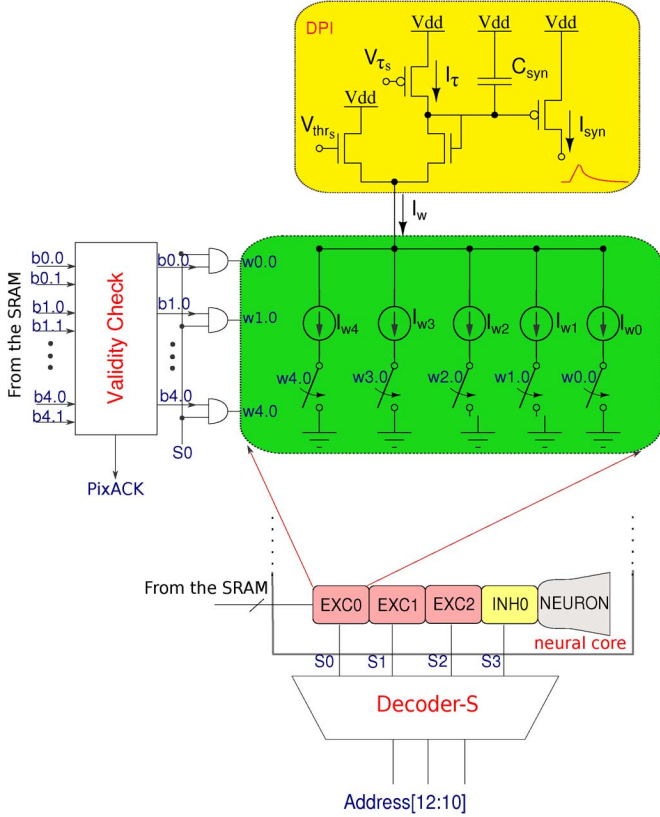 DPI
Vdd Vdd Vdd
Vτs Iτ Csyn
Vdd
Vthrs Isyn
Iw
From the SRAM
b0.0
b0.1
b1.0
b1.1
b4.0
b4.1
Validity Check
b0.0
b1.0
b4.0
S0
PixACK
w0.0
w1.0
w4.0
Iw4 Iw3 Iw2 Iw1 Iw0
w4.0 w3.0 w2.0 w1.0 w0.0
From the SRAM
EXC0 EXC1 EXC2 INH0 NEURON
neural core
S0 S1 S2 S3
Decoder-S
Address[12:10]